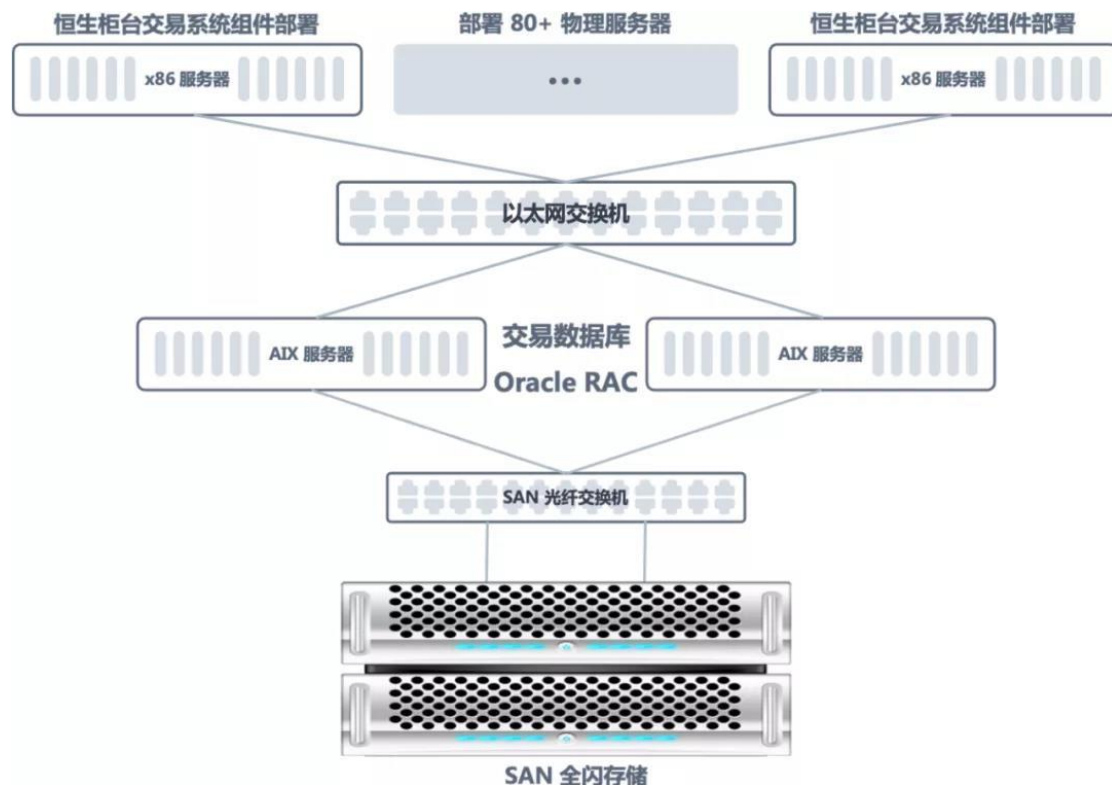 恒生柜台交易系统组件部署
部署 80+ 物理服务器
恒生柜台交易系统组件部署
x86 服务器
...
x86 服务器
以太网交换机
AIX 服务器
交易数据库
Oracle RAC
AIX 服务器
SAN 光纤交换机
SAN 全闪存储